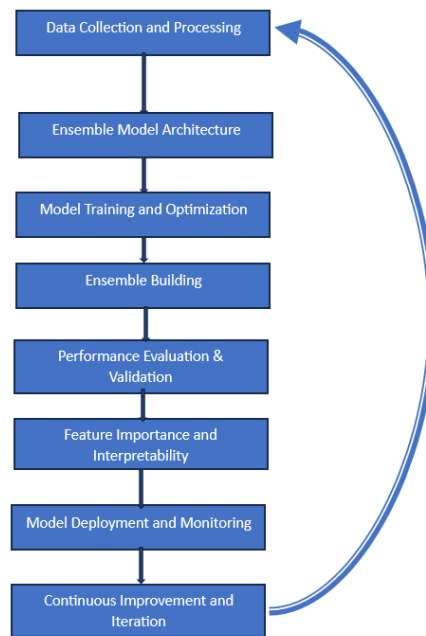 Data Collection and Processing
Ensemble Model Architecture
Model Training and Optimization
Ensemble Building
Performance Evaluation &
Validation
Feature Importance and
Interpretability
Model Deployment and Monitoring
Continuous Improvement and
Iteration